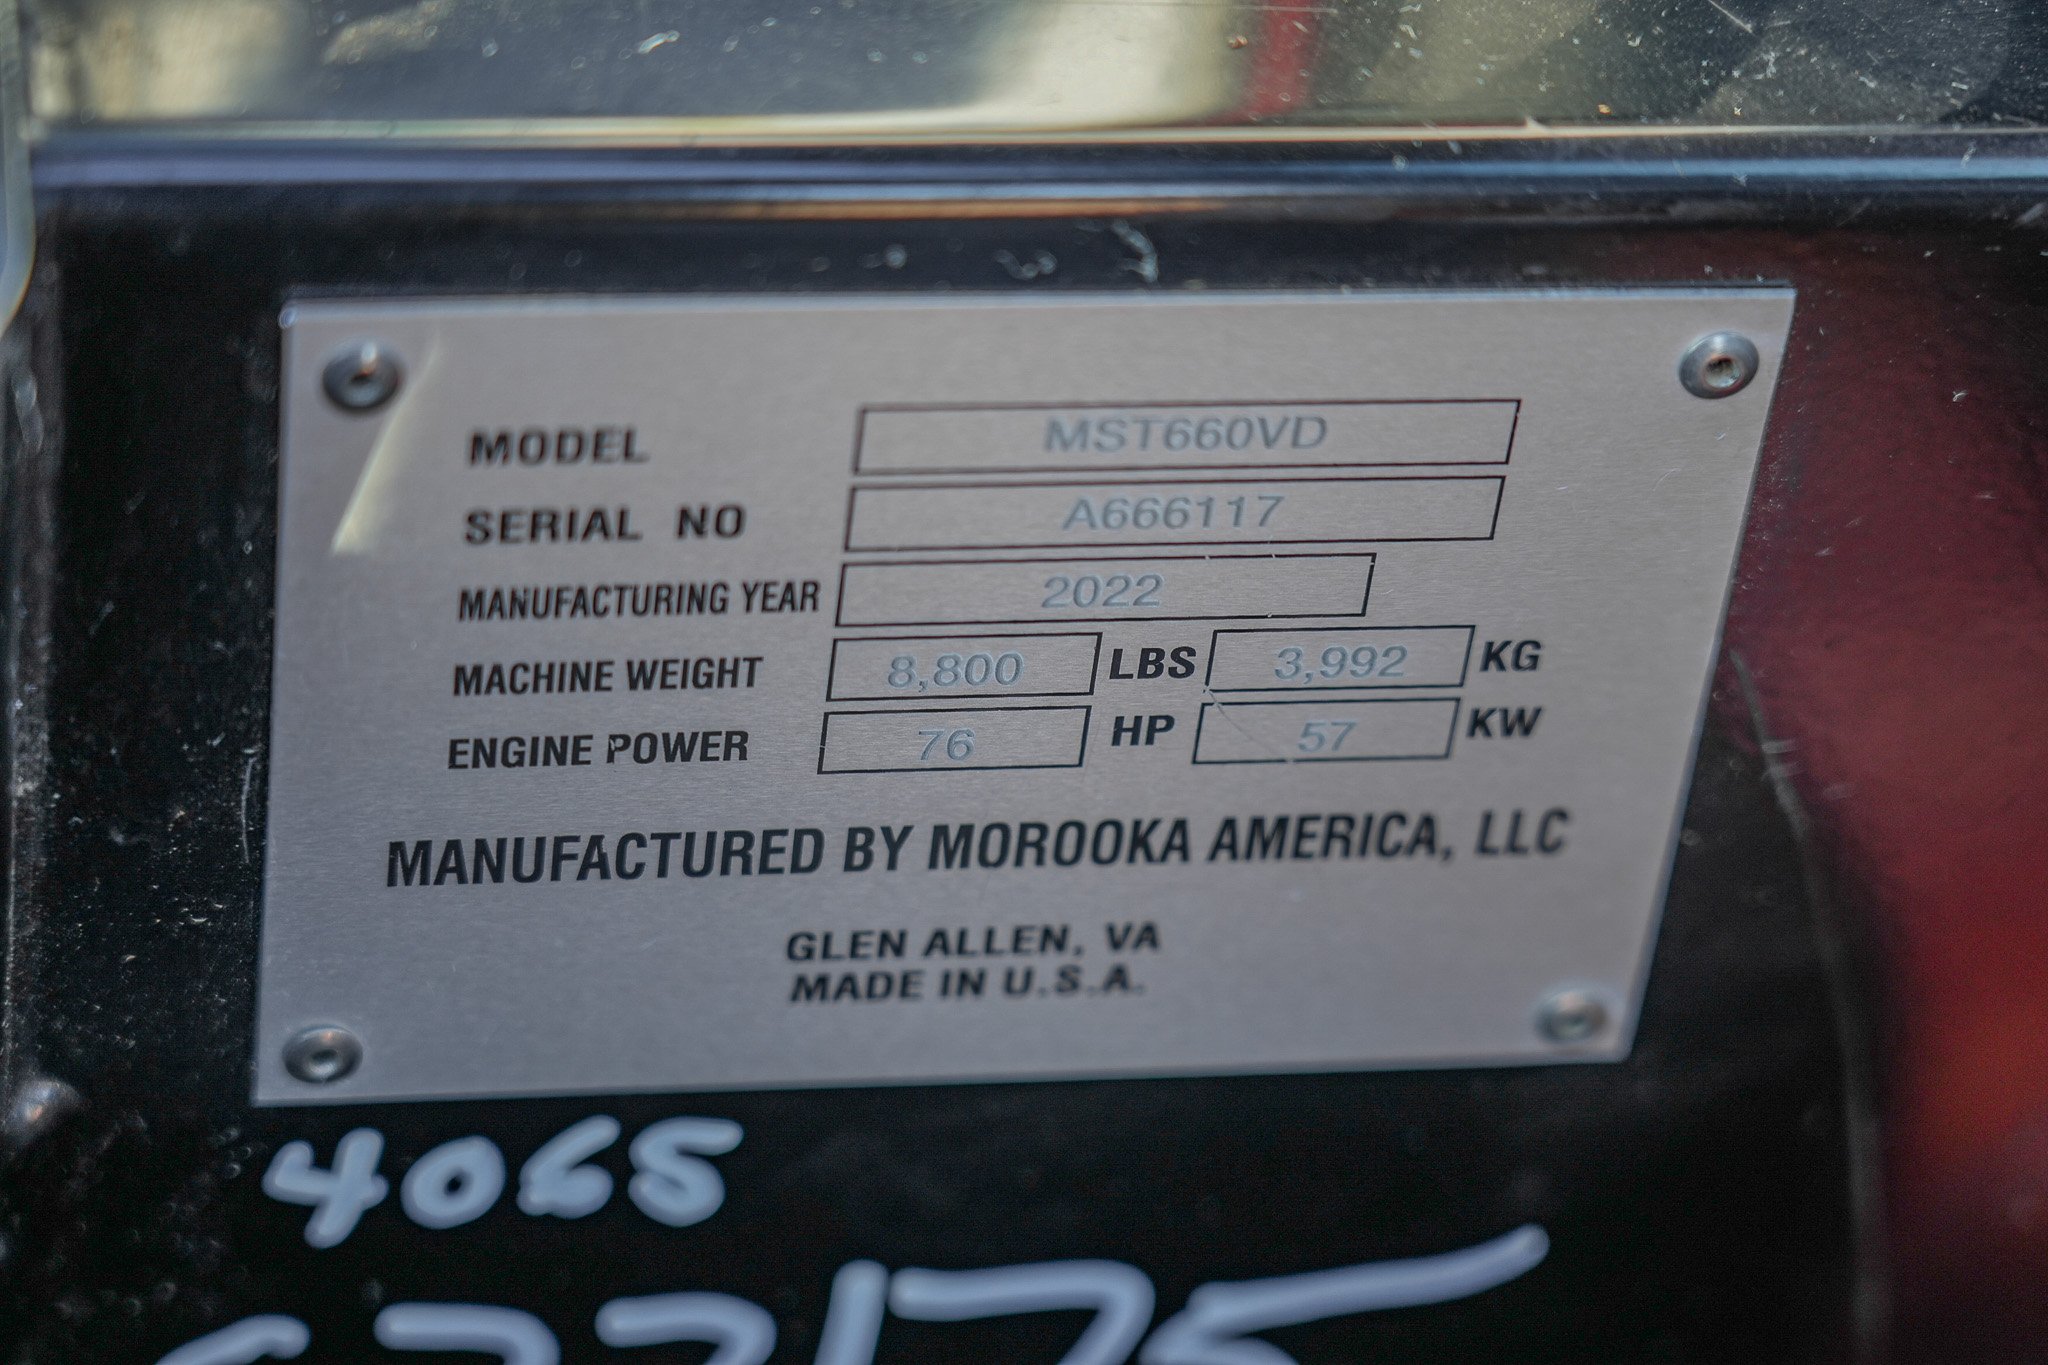 MODEL MST660VD
SERIAL NO A666117
MANUFACTURING YEAR 2022
MACHINE WEIGHT 8,800 LBS 3,992 KG
ENGINE POWER 76 HP 57 KW
MANUFACTURED BY MOROOKA AMERICA, LLC
GLEN ALLEN, VA
MADE IN U.S.A.
4065